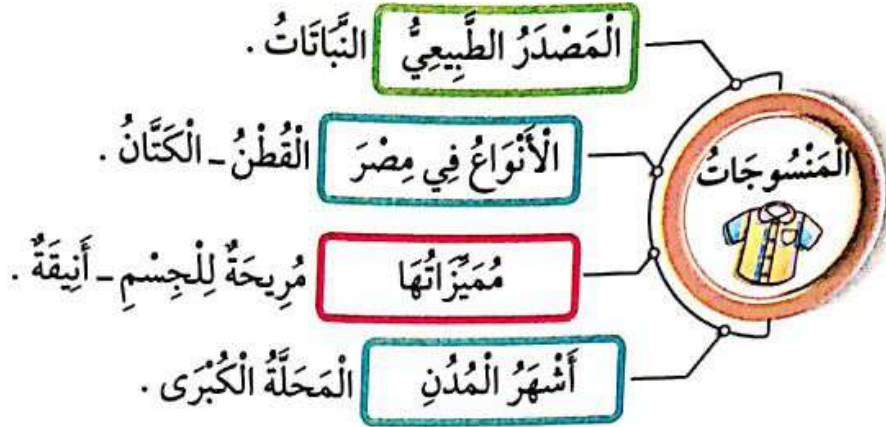 الْمَنْسُوجَاتُ
الْمَصْدَرُ الطَّبِيعِيُّ النَّبَاتَاتُ .
الْأَنْوَاعُ فِي مِصْرَ الْقُطْنُ - الْكَتَّانُ .
مُمَيِّزَاتُهَا مُرِيحَةٌ لِلْجِسْمِ - أَنِيقَةٌ .
أَشْهَرُ الْمُدُنِ الْمَحَلَّةُ الْكُبْرَى .